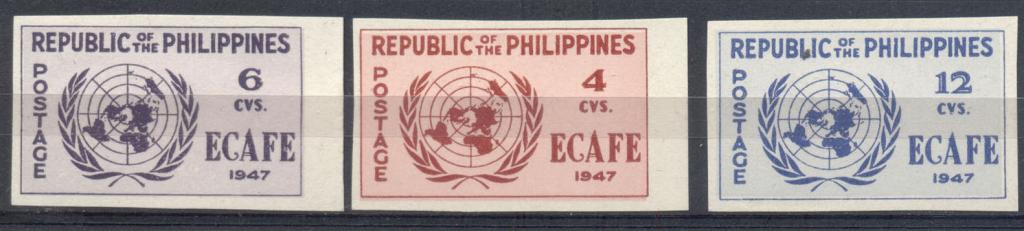 REPUBLIC OF THE PHILIPPINES
POSTAGE
6
CVS.
ECAFE
1947
REPUBLIC OF THE PHILIPPINES
POSTAGE
4
CVS.
ECAFE
1947
REPUBLIC OF THE PHILIPPINES
POSTAGE
12
CVS.
ECAFE
1947